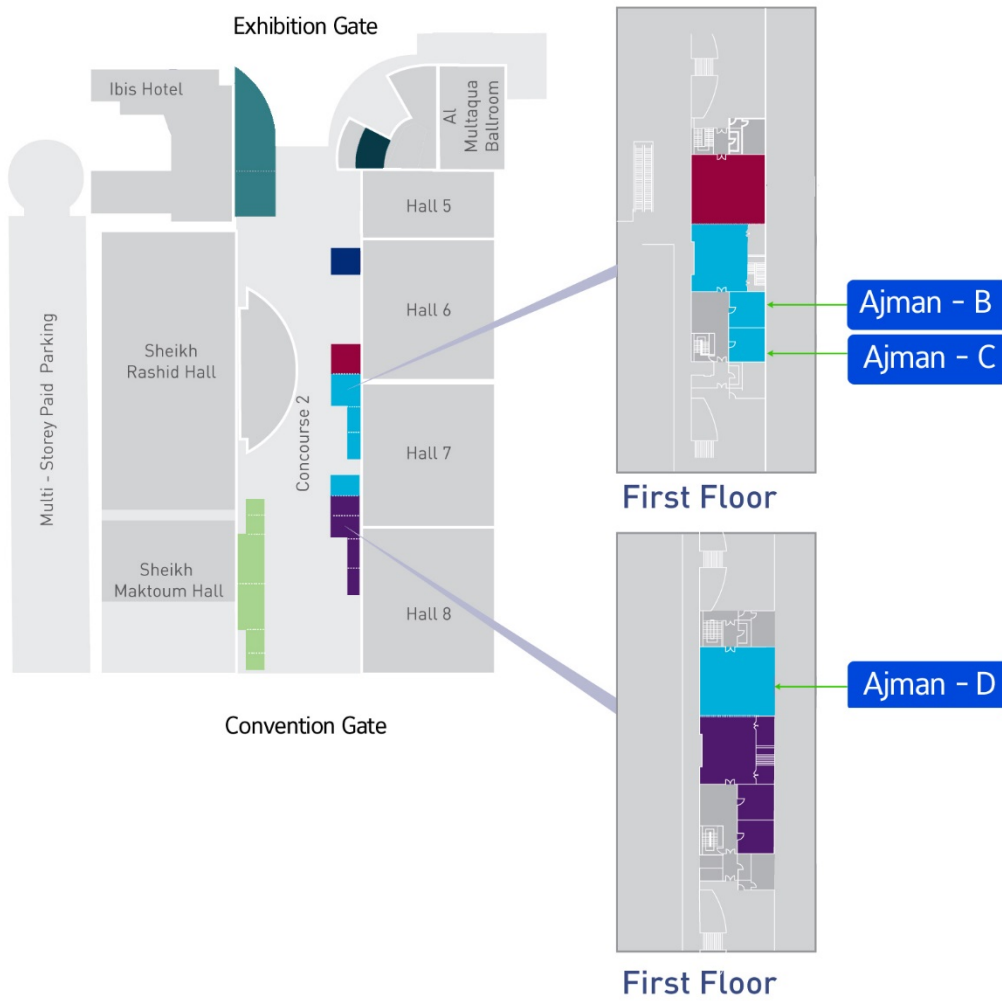 Exhibition Gate
Ibis Hotel
Al
Multaqua
Ballroom
Hall 5
Hall 6
Sheikh
Rashid Hall
Multi - Storey Paid Parking
Concourse 2
Hall 7
Sheikh
Maktoum Hall
Hall 8
Convention Gate
Ajman - B
Ajman - C
First Floor
Ajman - D
First Floor